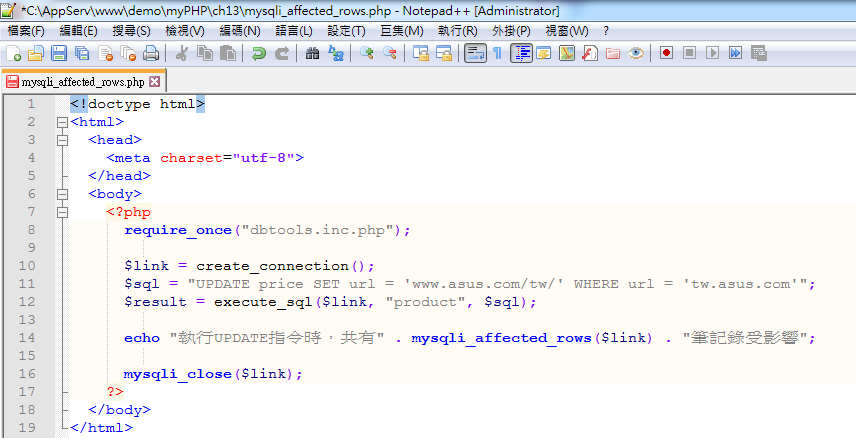 *C:\AppServ\www\demo\myPHP\ch13\mysqli_affected_rows.php - Notepad++ [Administrator]
檔案(F) 編輯(E) 搜尋(S) 檢視(V) 編碼(N) 語言(L) 設定(T) 巨集(M) 執行(R) 外掛(P) 視窗(W) ?
mysqli_affected_rows.php
1 <!doctype html>
2 <html>
3 <head>
4 <meta charset="utf-8">
5 </head>
6 <body>
7 <?php
8 require_once("dbtools.inc.php");
9
10 $link = create_connection();
11 $sql = "UPDATE price SET url = 'www.asus.com/tw/' WHERE url = 'tw.asus.com'";
12 $result = execute_sql($link, "product", $sql);
13
14 echo "執行UPDATE指令時，共有" . mysqli_affected_rows($link) . "筆記錄受影響";
15
16 mysqli_close($link);
17 ?>
18 </body>
19 </html>